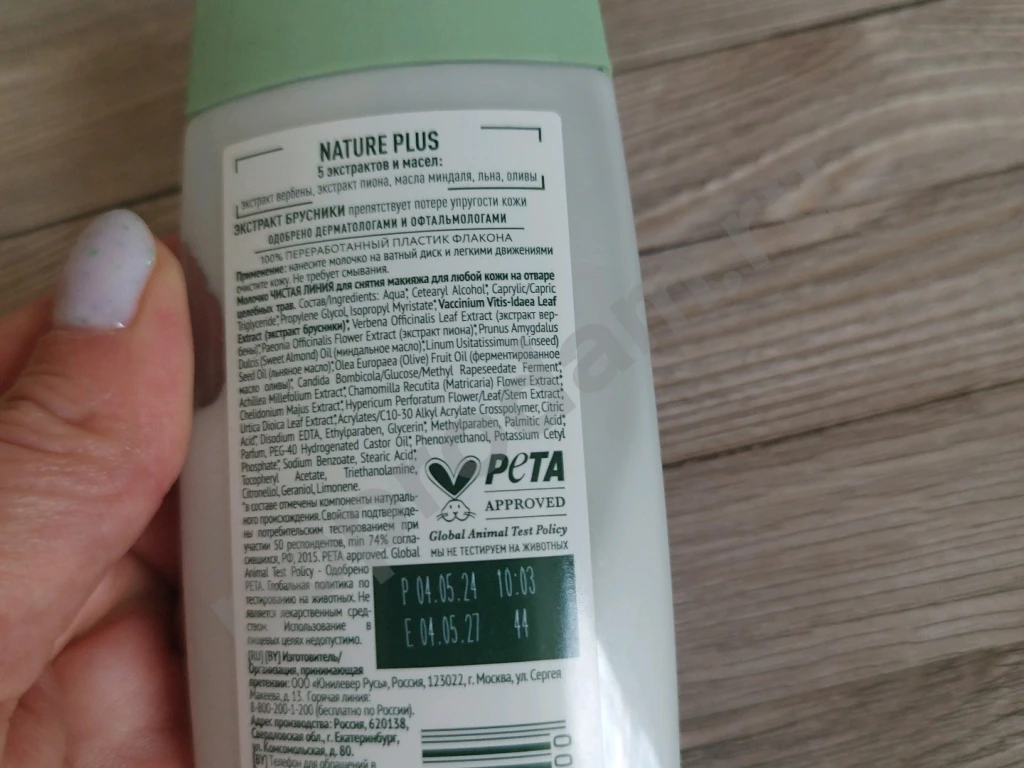 NATURE PLUS
5 экстрактов и масел:
экстракт вербены, экстракт пиона, масла миндаля, льна, оливы
ЭКСТРАКТ БРУСНИКИ препятствует потере упругости кожи
ОДОБРЕНО ДЕРМАТОЛОГАМИ И ОФТАЛЬМОЛОГАМИ
100% ПЕРЕРАБОТАННЫЙ ПЛАСТИК ФЛАКОНА
Применение: нанесите молочко на ватный диск и легкими движениями
очистите кожу. Не требует смывания.
Молочко ЧИСТАЯ ЛИНИЯ для снятия макияжа для любой кожи на отваре
целебных трав. Состав/Ingredients: Aqua*, Cetearyl Alcohol*, Caprylic/Capric
Triglyceride*, Propylene Glycol, Isopropyl Myristate*, Vaccinium Vitis-Idaea Leaf
Extract (экстракт брусники)*, Verbena Officinalis Leaf Extract (экстракт вер-
бены)*, Paeonia Officinalis Flower Extract (экстракт пиона)*, Prunus Amygdalus
Dulcis (Sweet Almond) Oil (миндальное масло)*, Linum Usitatissimum (Linseed)
Seed Oil (льняное масло)*, Olea Europaea (Olive) Fruit Oil (ферментированное
масло оливы)*, Candida Bombicola/Glucose/Methyl Rapeseedate Ferment*,
Achillea Millefolium Extract*, Chamomilla Recutita (Matricaria) Flower Extract*,
Chelidonium Majus Extract*, Hypericum Perforatum Flower/Leaf/Stem Extract*,
Urtica Dioica Leaf Extract*, Acrylates/C10-30 Alkyl Acrylate Crosspolymer, Citric
Acid*, Disodium EDTA, Ethylparaben, Glycerin*, Methylparaben, Palmitic Acid*,
Parfum, PEG-40 Hydrogenated Castor Oil*, Phenoxyethanol, Potassium Cetyl
Phosphate*, Sodium Benzoate, Stearic Acid*,
Tocopheryl Acetate, Triethanolamine,
Citronellol, Geraniol, Limonene.
*в составе отмечены компоненты натураль-
ного происхождения. Свойства подтвержде-
ны потребительским тестированием при
участии 50 респондентов, min 74% согла-
сившихся, РФ, 2015. PETA approved. Global
Animal Test Policy - Одобрено
PETA. Глобальная политика по
тестированию на животных. Не
является лекарственным сред-
ством. Использование в
пищевых целях недопустимо.
PETA
APPROVED
Global Animal Test Policy
МЫ НЕ ТЕСТИРУЕМ НА ЖИВОТНЫХ
P 04.05.24 10:03
E 04.05.27 44
[RU] [BY] Изготовитель/
Организация, принимающая
претензии: ООО «Юнилевер Русь», Россия, 123022, г. Москва, ул. Сергея
Макеева, д. 13. Горячая линия:
8-800-200-1-200 (бесплатно по России).
Адрес производства: Россия, 620138,
Свердловская обл., г. Екатеринбург,
ул. Комсомольская, д. 80.
[BY] Телефон для обращений в